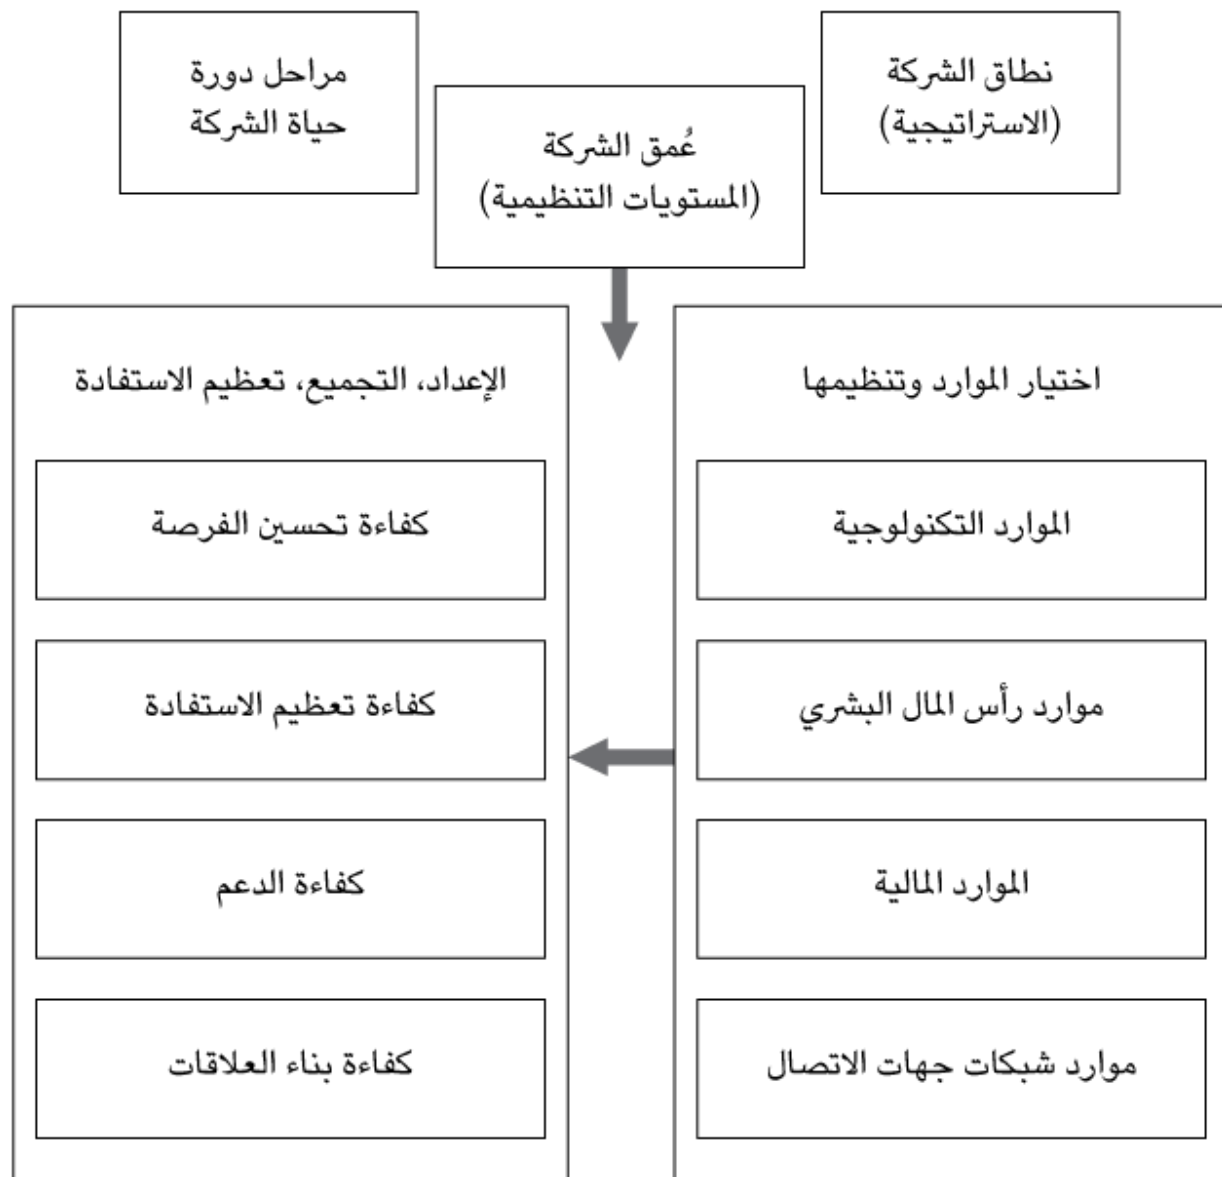 نطاق الشركة
(الاستراتيجية)
عُمق الشركة
(المستويات التنظيمية)
مراحل دورة
حياة الشركة
اختيار الموارد وتنظيمها
الموارد التكنولوجية
موارد رأس المال البشري
الموارد المالية
موارد شبكات جهات الاتصال
الإعداد، التجميع، تعظيم الاستفادة
كفاءة تحسين الفرصة
كفاءة تعظيم الاستفادة
كفاءة الدعم
كفاءة بناء العلاقات